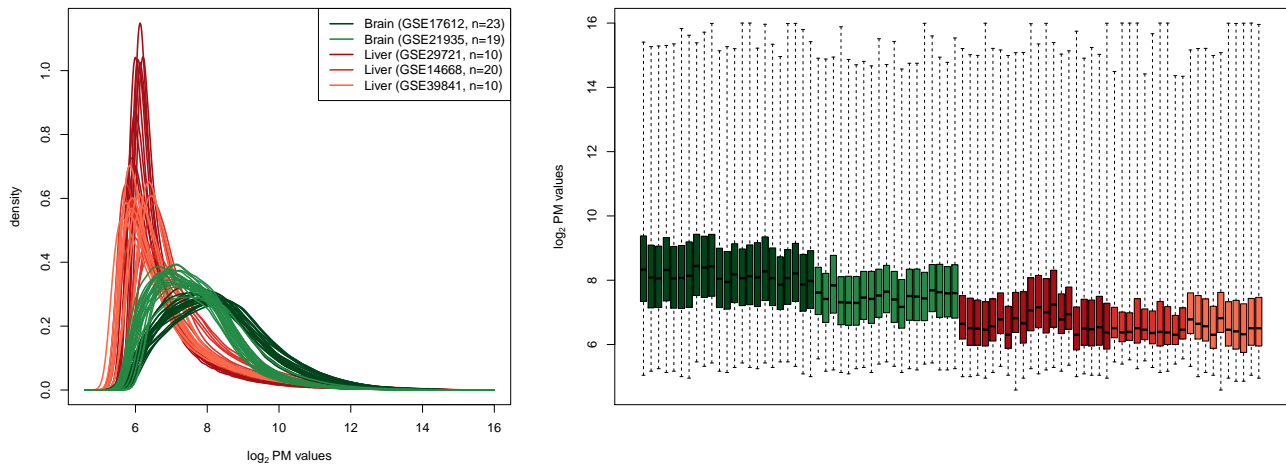 Brain (GSE17612, n=23)
Brain (GSE21935, n=19)
Liver (GSE29721, n=10)
Liver (GSE14668, n=20)
Liver (GSE39841, n=10)
density
0.0
0.2
0.4
0.6
0.8
1.0
6
8
10
12
14
16
log₂ PM values
log₂ PM values
6
8
10
12
14
16